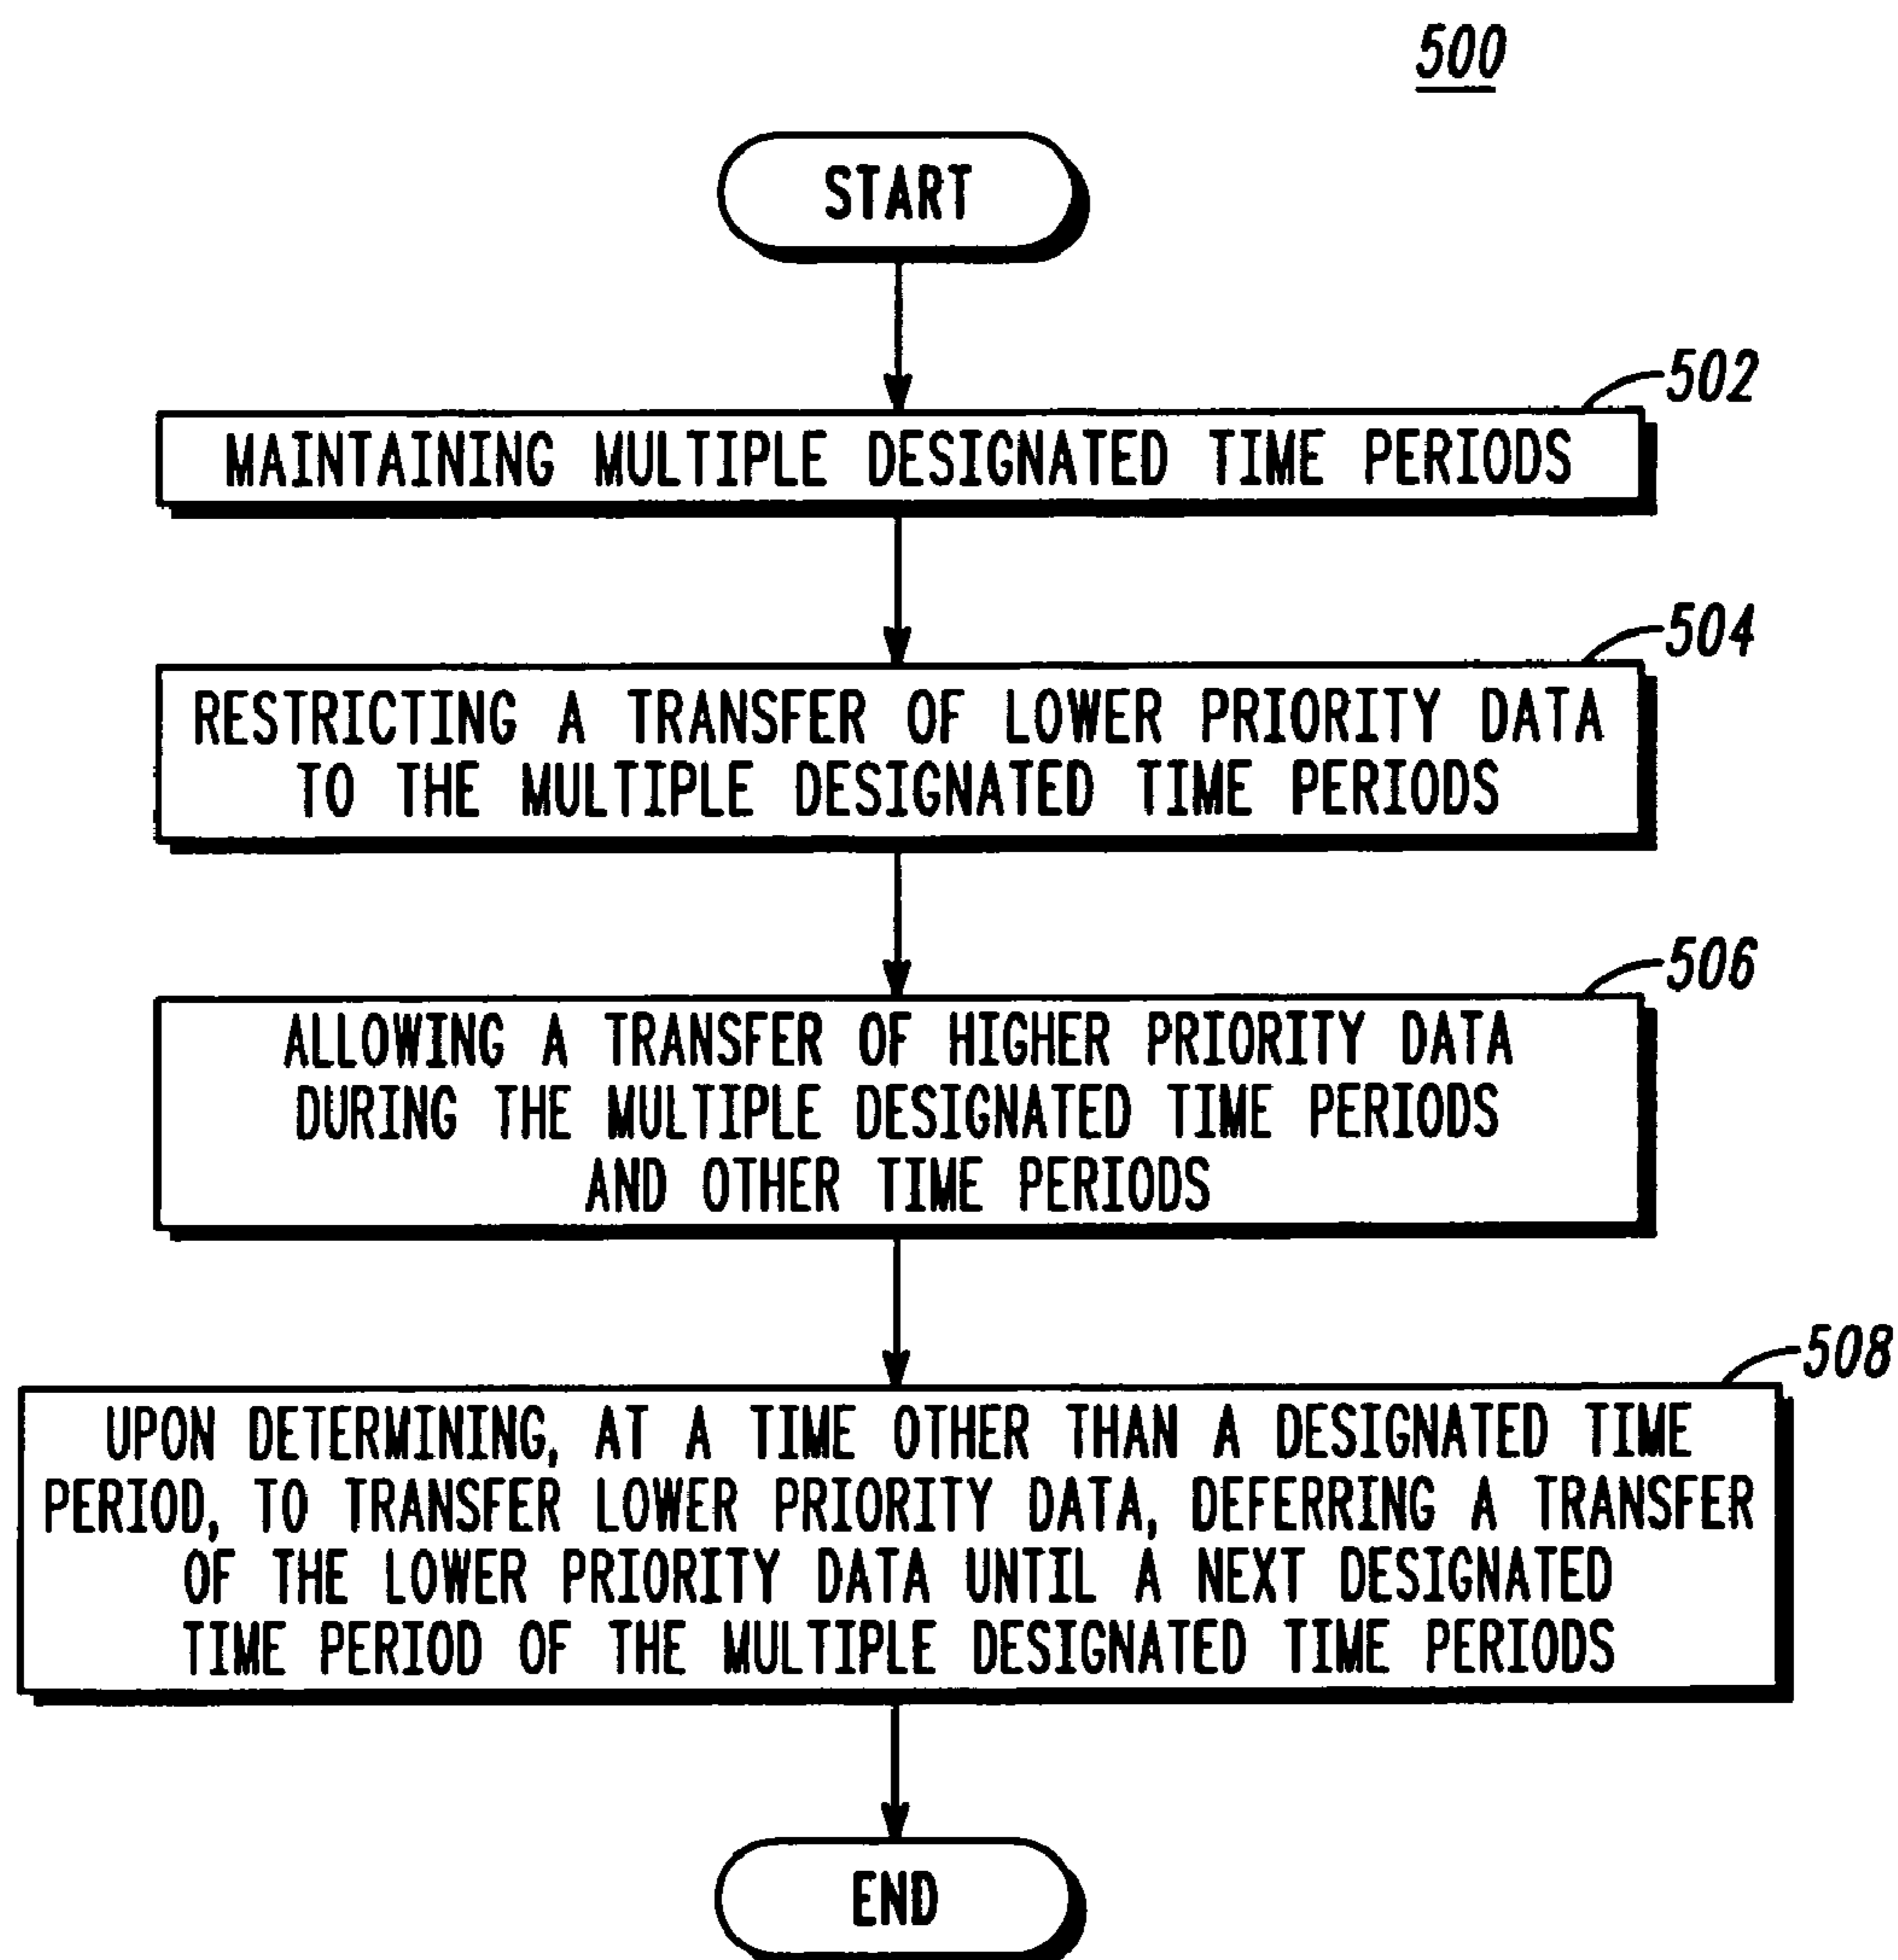 500
START
502
MAINTAINING MULTIPLE DESIGNATED TIME PERIODS
504
RESTRICTING A TRANSFER OF LOWER PRIORITY DATA
TO THE MULTIPLE DESIGNATED TIME PERIODS
506
ALLOWING A TRANSFER OF HIGHER PRIORITY DATA
DURING THE MULTIPLE DESIGNATED TIME PERIODS
AND OTHER TIME PERIODS
508
UPON DETERMINING, AT A TIME OTHER THAN A DESIGNATED TIME
PERIOD, TO TRANSFER LOWER PRIORITY DATA, DEFERRING A TRANSFER
OF THE LOWER PRIORITY DATA UNTIL A NEXT DESIGNATED
TIME PERIOD OF THE MULTIPLE DESIGNATED TIME PERIODS
END